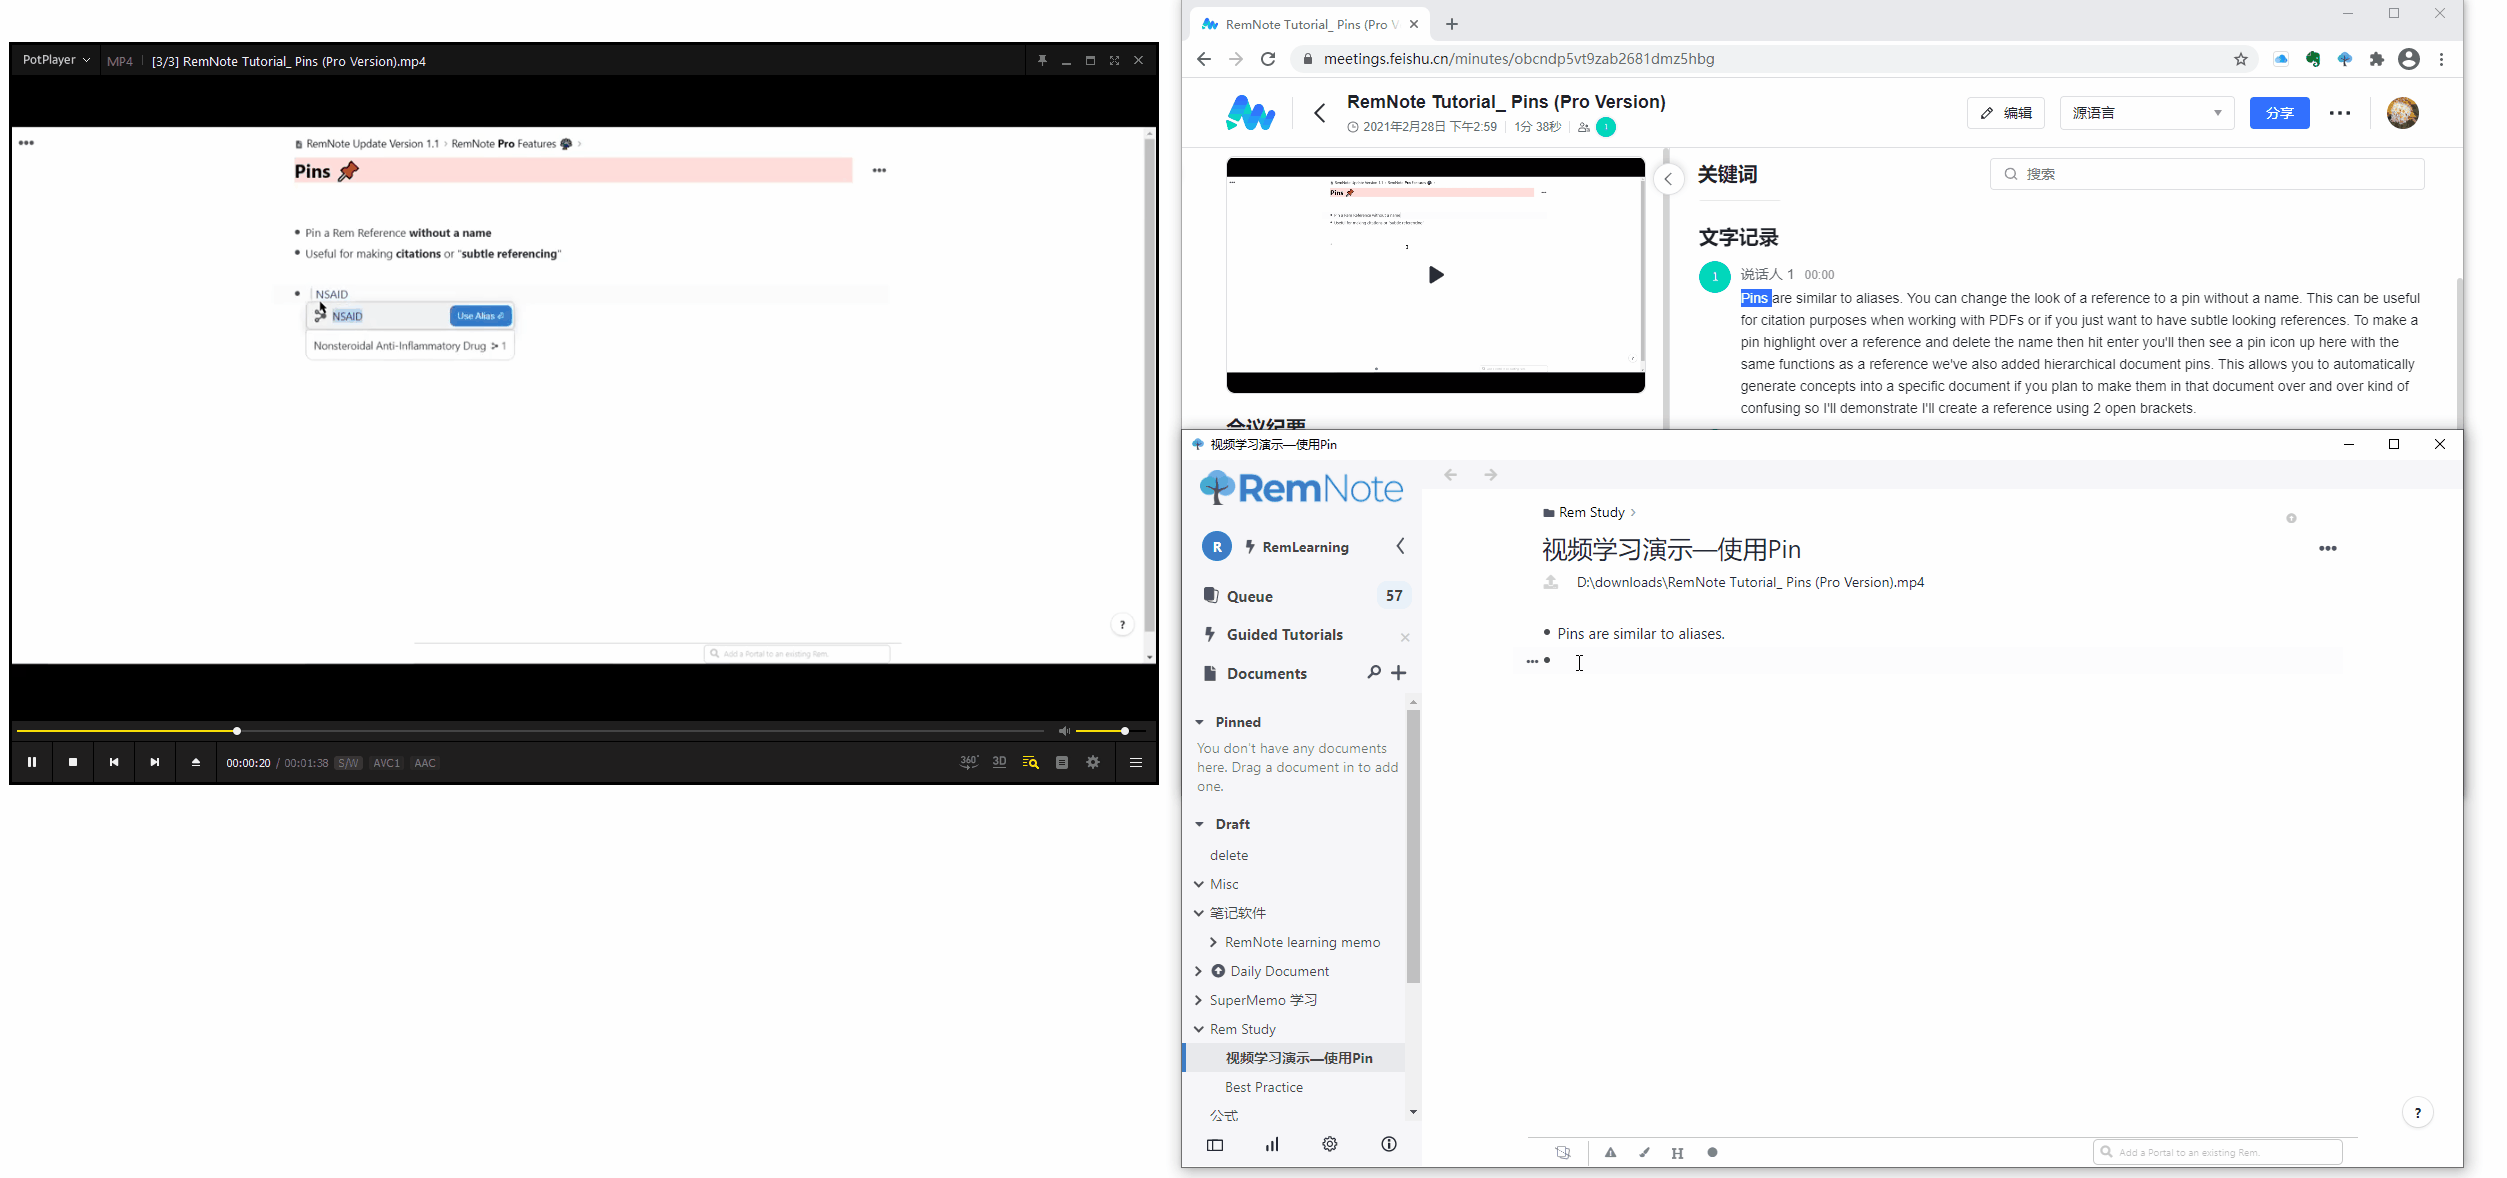 PotPlayer
MP4
[3/3] RemNote Tutorial_ Pins (Pro Version).mp4
RemNote Update Version 1.1 › RemNote Pro Features ›
Pins
Pin a Rem Reference without a name
Useful for making citations or "subtle referencing"
NSAID
NSAID
Use Alias
Nonsteroidal Anti-Inflammatory Drug
1
?
Add a Portal to an existing Rem.
00:00:20 / 00:01:38 S/W AVC1 AAC
360°
3D
RemNote Tutorial_ Pins (Pro V
meetings.feishu.cn/minutes/obcndp5vt9zab2681dmz5hbg
RemNote Tutorial_ Pins (Pro Version)
2021年2月28日 下午2:59
1分 38秒
1
编辑
源语言
分享
关键词
搜索
文字记录
1
说话人 1 00:00
Pins are similar to aliases. You can change the look of a reference to a pin without a name. This can be useful
for citation purposes when working with PDFs or if you just want to have subtle looking references. To make a
pin highlight over a reference and delete the name then hit enter you'll then see a pin icon up here with the
same functions as a reference we've also added hierarchical document pins. This allows you to automatically
generate concepts into a specific document if you plan to make them in that document over and over kind of
confusing so I'll demonstrate I'll create a reference using 2 open brackets.
会议纪要
视频学习演示—使用Pin
RemNote
R
RemLearning
Queue
57
Guided Tutorials
Documents
Pinned
You don't have any documents
here. Drag a document in to add
one.
Draft
delete
Misc
笔记软件
RemNote learning memo
Daily Document
SuperMemo 学习
Rem Study
视频学习演示—使用Pin
Best Practice
公式
Rem Study ›
视频学习演示—使用Pin
D:\downloads\RemNote Tutorial_ Pins (Pro Version).mp4
Pins are similar to aliases.
?
H
Add a Portal to an existing Rem.